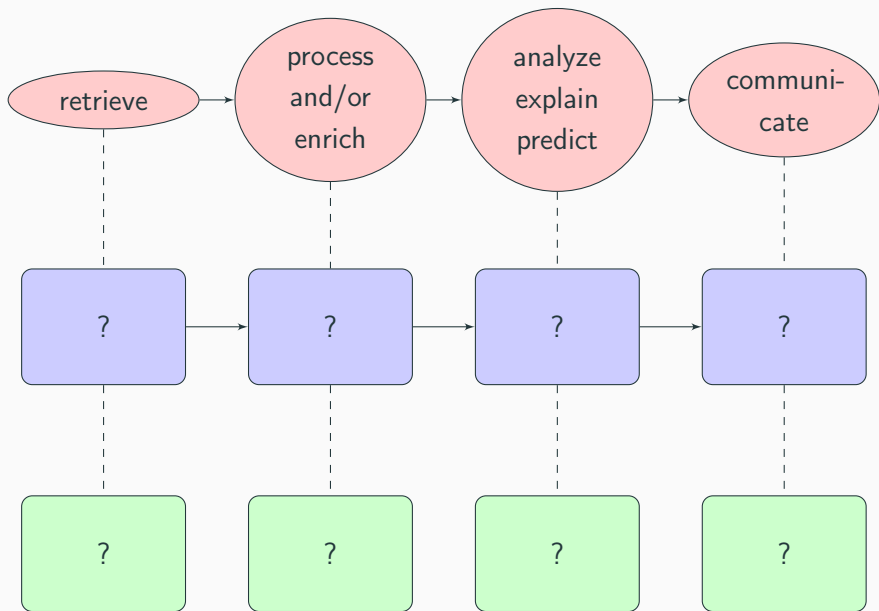 retrieve
process
and/or
enrich
analyze
explain
predict
communi-
cate
?
?
?
?
?
?
?
?